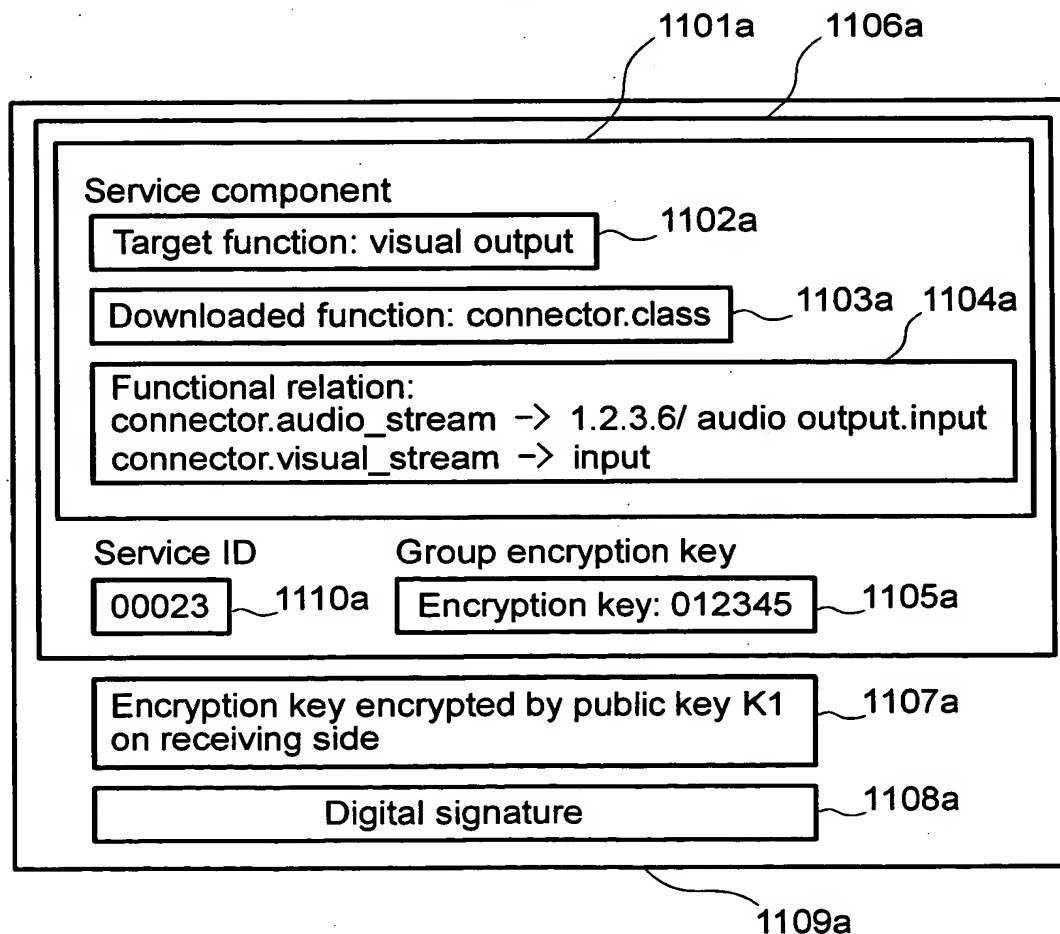 1101a 1106a
Service component
Target function: visual output
1102a
Downloaded function: connector.class
1103a 1104a
Functional relation:
connector.audio_stream -> 1.2.3.6/ audio output.input
connector.visual_stream -> input
Service ID Group encryption key
00023 1110a Encryption key: 012345 1105a
Encryption key encrypted by public key K1
on receiving side
1107a
Digital signature
1108a
1109a